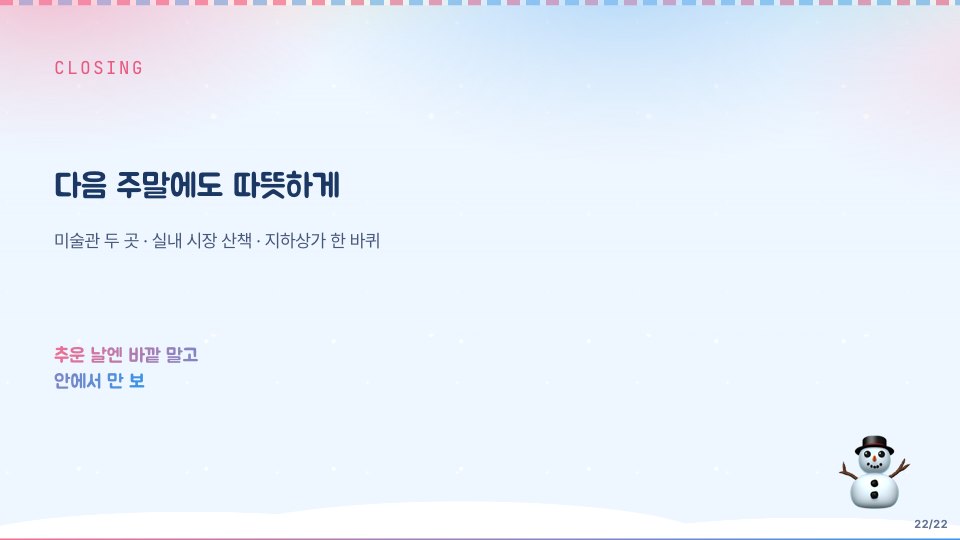 CLOSING
다음 주말에도 따뜻하게
미술관 두 곳 · 실내 시장 산책 · 지하상가 한 바퀴
추운 날엔 바깥 말고
안에서 만 보
22/22